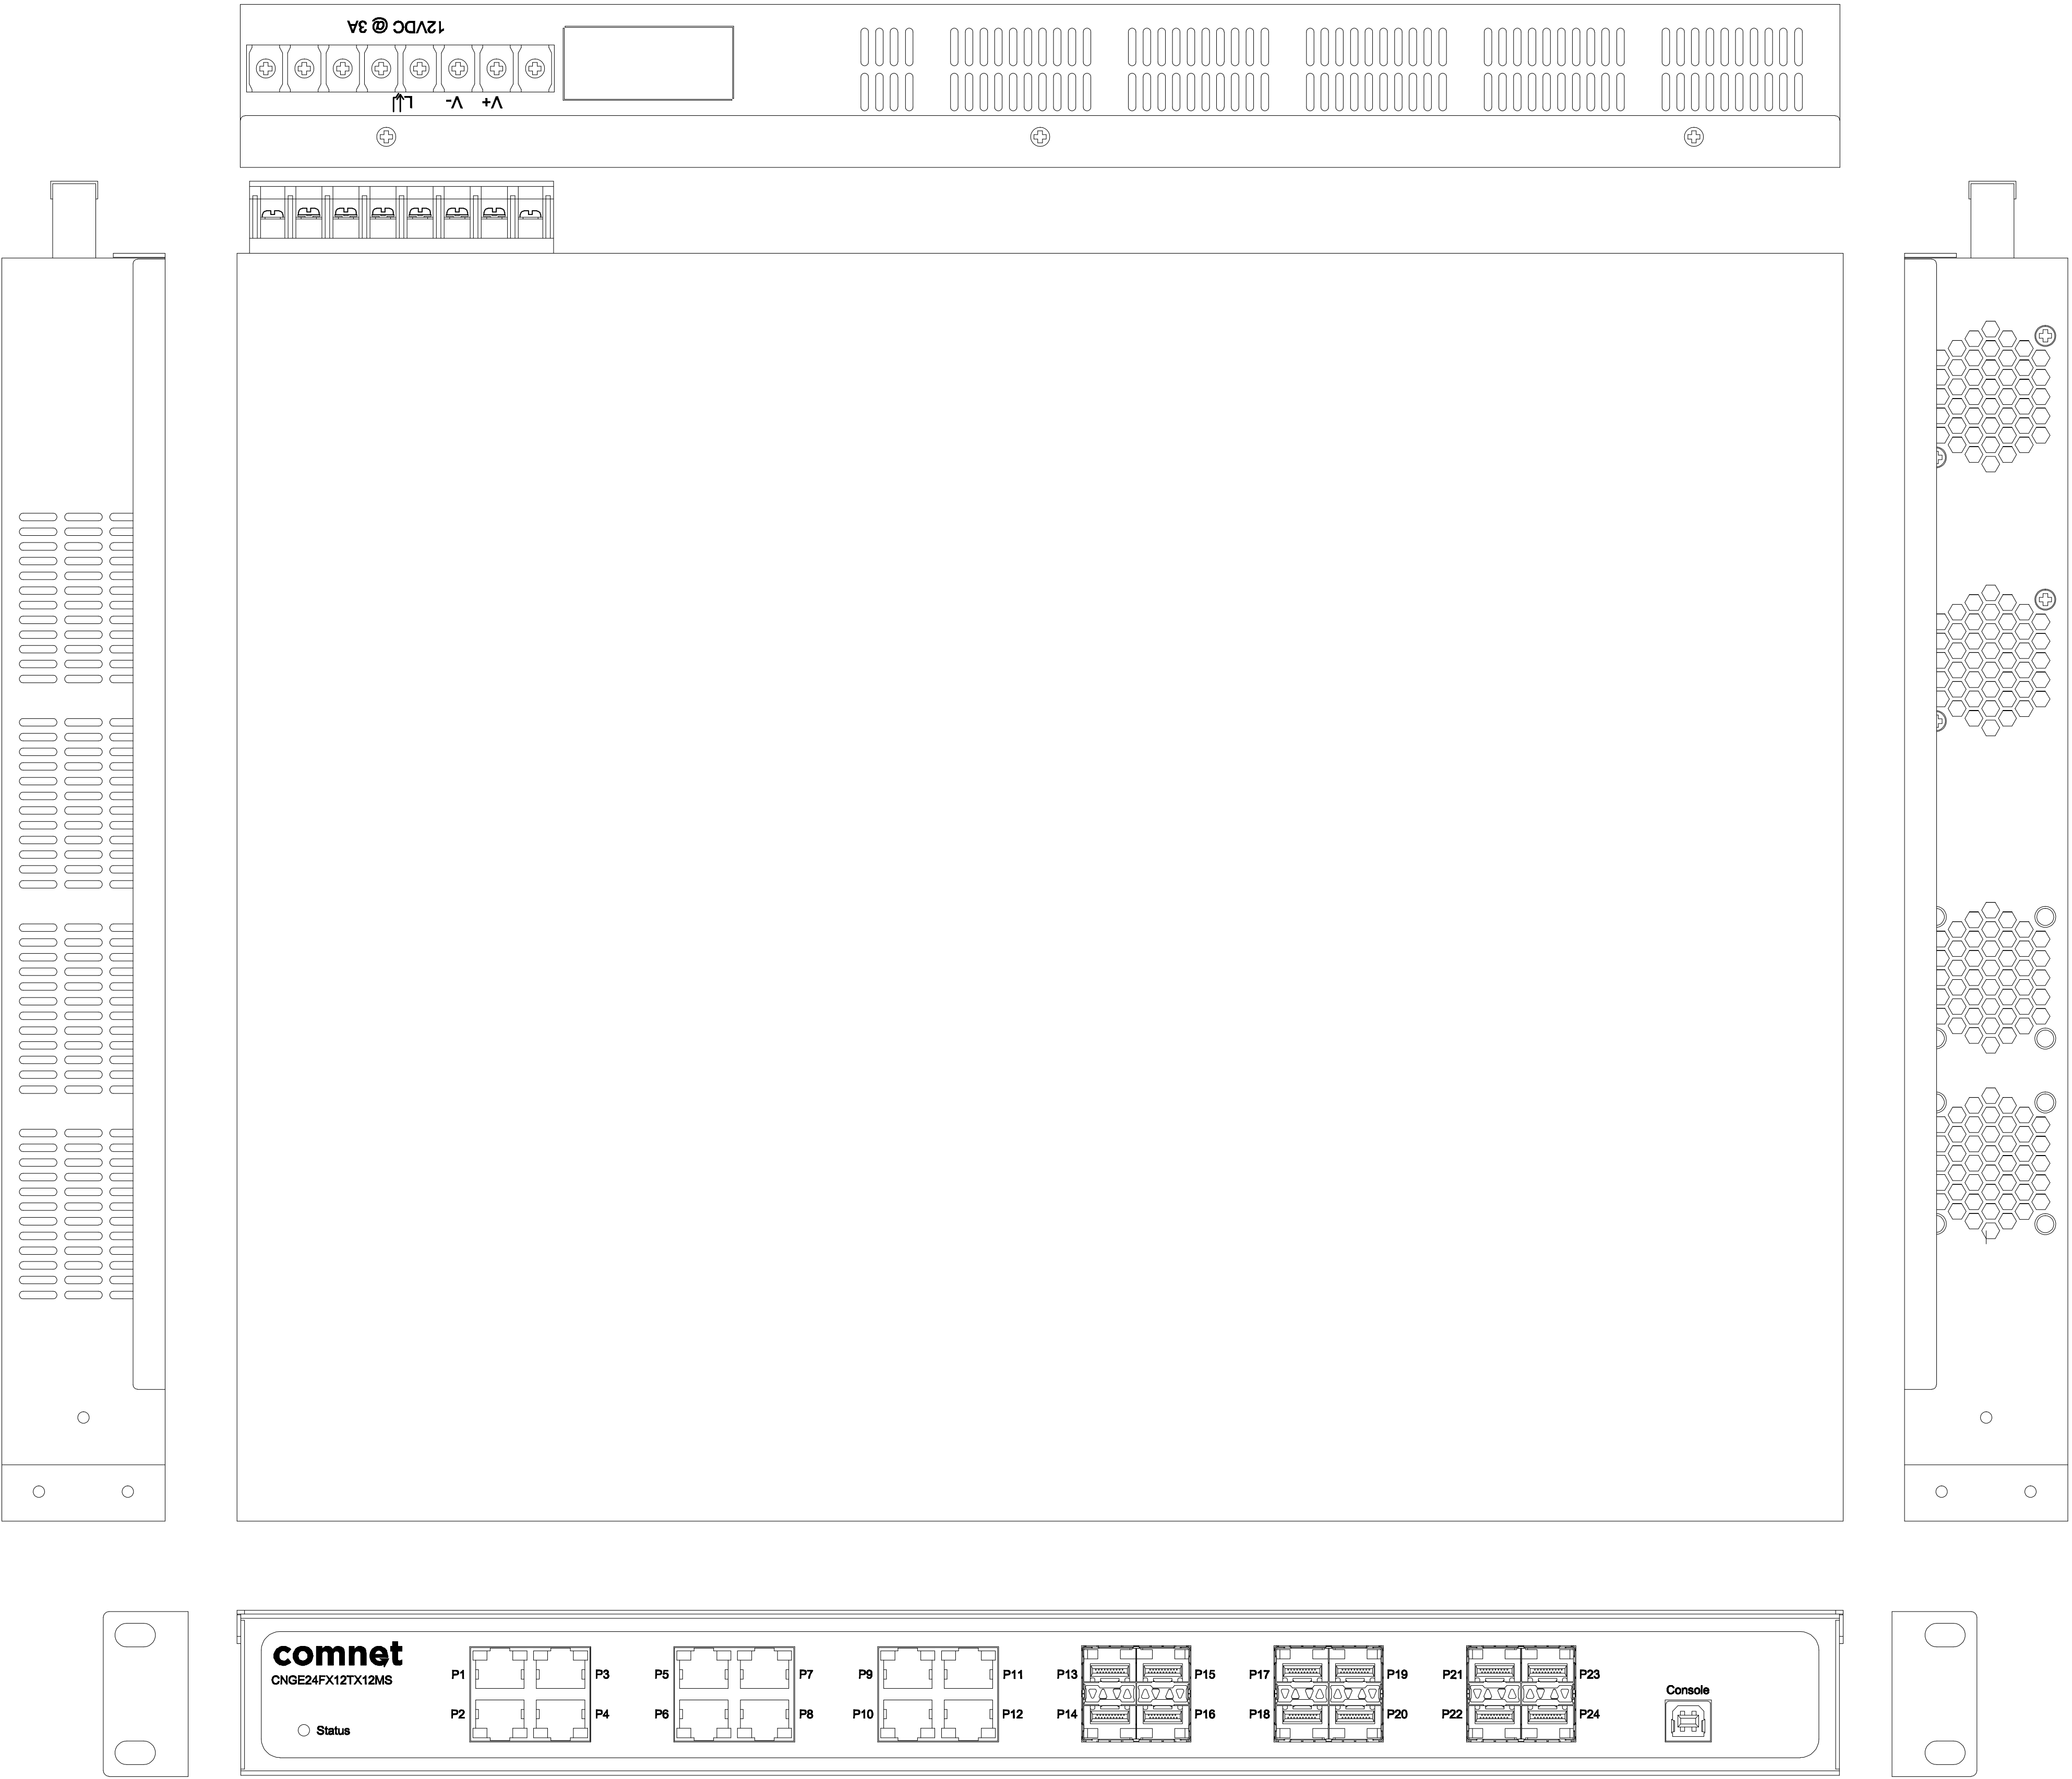 12VDC @ 3A
V+ V-
comnet
CNGE24FX12TX12MS
Status
P1 P3 P5 P7 P9 P11 P13 P15 P17 P19 P21 P23
P2 P4 P6 P8 P10 P12 P14 P16 P18 P20 P22 P24
Console